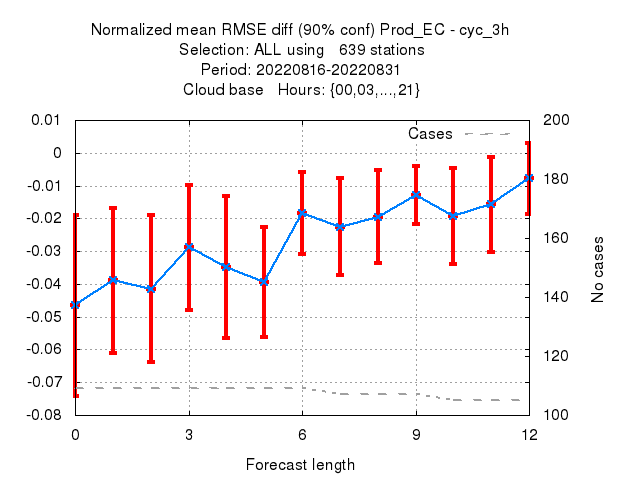 Normalized mean RMSE diff (90% conf) Prod_EC - cyc_3h
Selection: ALL using   639 stations
Period: 20220816-20220831
Cloud base   Hours: {00,03,...,21}
0.01
0
-0.01
-0.02
-0.03
-0.04
-0.05
-0.06
-0.07
-0.08
Cases
200
180
160
140
120
100
No cases
0 3 6 9 12
Forecast length